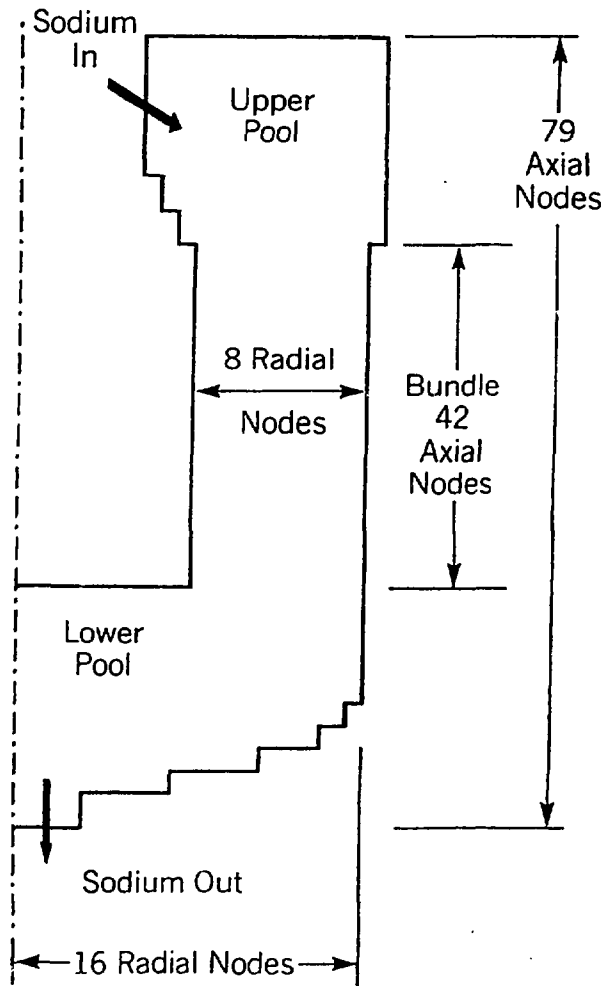 Sodium
In
Upper
Pool
79
Axial
Nodes
8 Radial
Nodes
Bundle
42
Axial
Nodes
Lower
Pool
Sodium Out
16 Radial Nodes